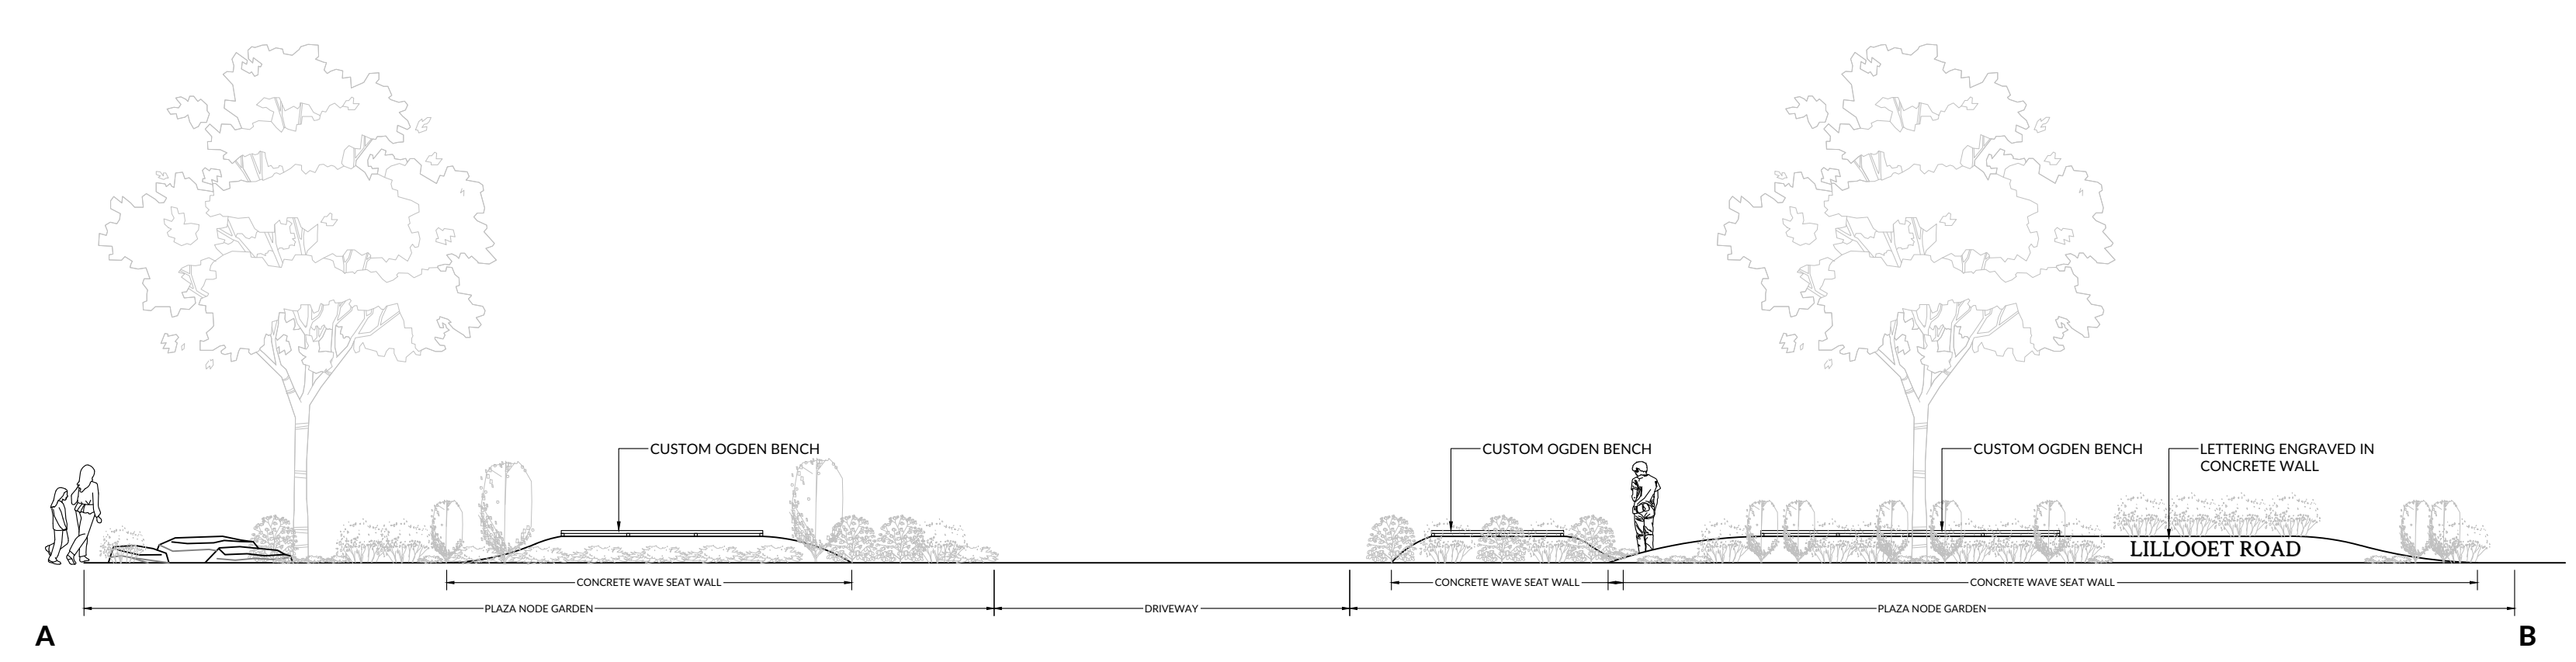 CUSTOM OGDEN BENCH
CUSTOM OGDEN BENCH
CUSTOM OGDEN BENCH
LETTERING ENGRAVED IN
CONCRETE WALL
LILLOOET ROAD
CONCRETE WAVE SEAT WALL
CONCRETE WAVE SEAT WALL
CONCRETE WAVE SEAT WALL
PLAZA NODE GARDEN
DRIVEWAY
PLAZA NODE GARDEN
A
B